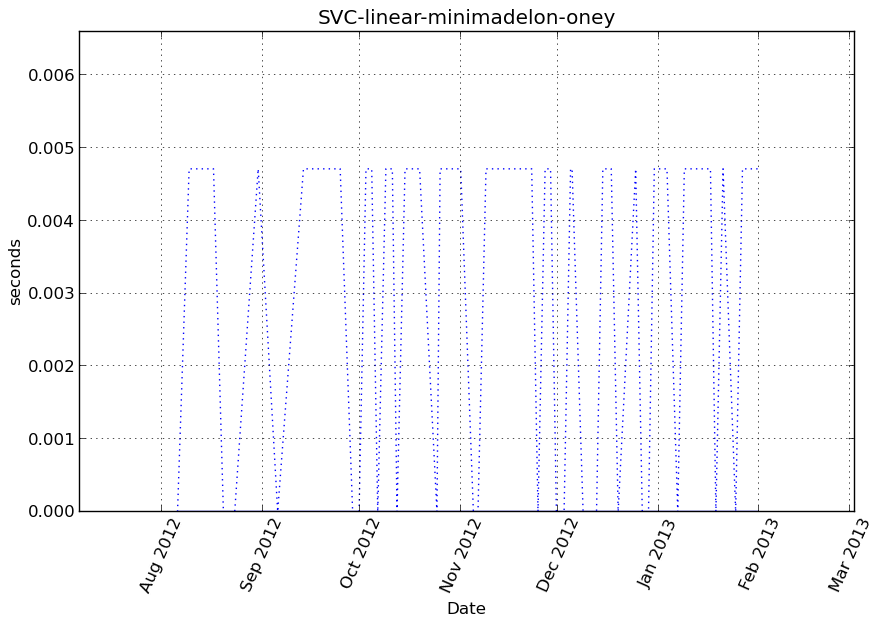 SVC-linear-minimadelon-oney
0.006
0.005
0.004
0.003
0.002
0.001
0.000
seconds
Aug 2012
Sep 2012
Oct 2012
Nov 2012
Dec 2012
Jan 2013
Feb 2013
Mar 2013
Date